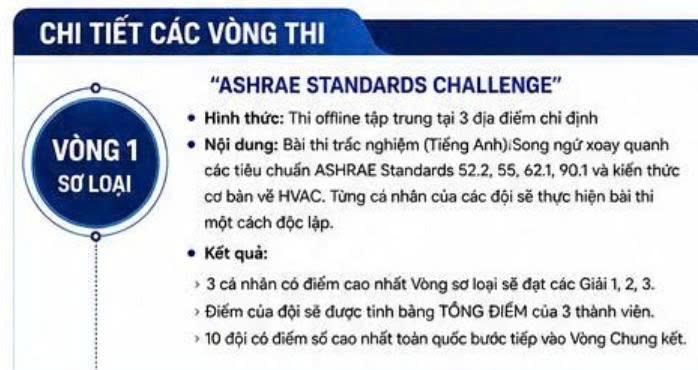 CHI TIẾT CÁC VÒNG THI
"ASHRAE STANDARDS CHALLENGE"
VÒNG 1
SƠ LOẠI
• Hình thức: Thi offline tập trung tại 3 địa điểm chỉ định
• Nội dung: Bài thi trắc nghiệm (Tiếng Anh);Song ngữ xoay quanh
các tiêu chuẩn ASHRAE Standards 52.2, 55, 62.1, 90.1 và kiến thức
cơ bản về HVAC. Từng cá nhân của các đội sẽ thực hiện bài thi
một cách độc lập.
• Kết quả:
› 3 cá nhân có điểm cao nhất Vòng sơ loại sẽ đạt các Giải 1, 2, 3.
› Điểm của đội sẽ được tính bằng TỔNG ĐIỂM của 3 thành viên.
› 10 đội có điểm số cao nhất toàn quốc bước tiếp vào Vòng Chung kết.